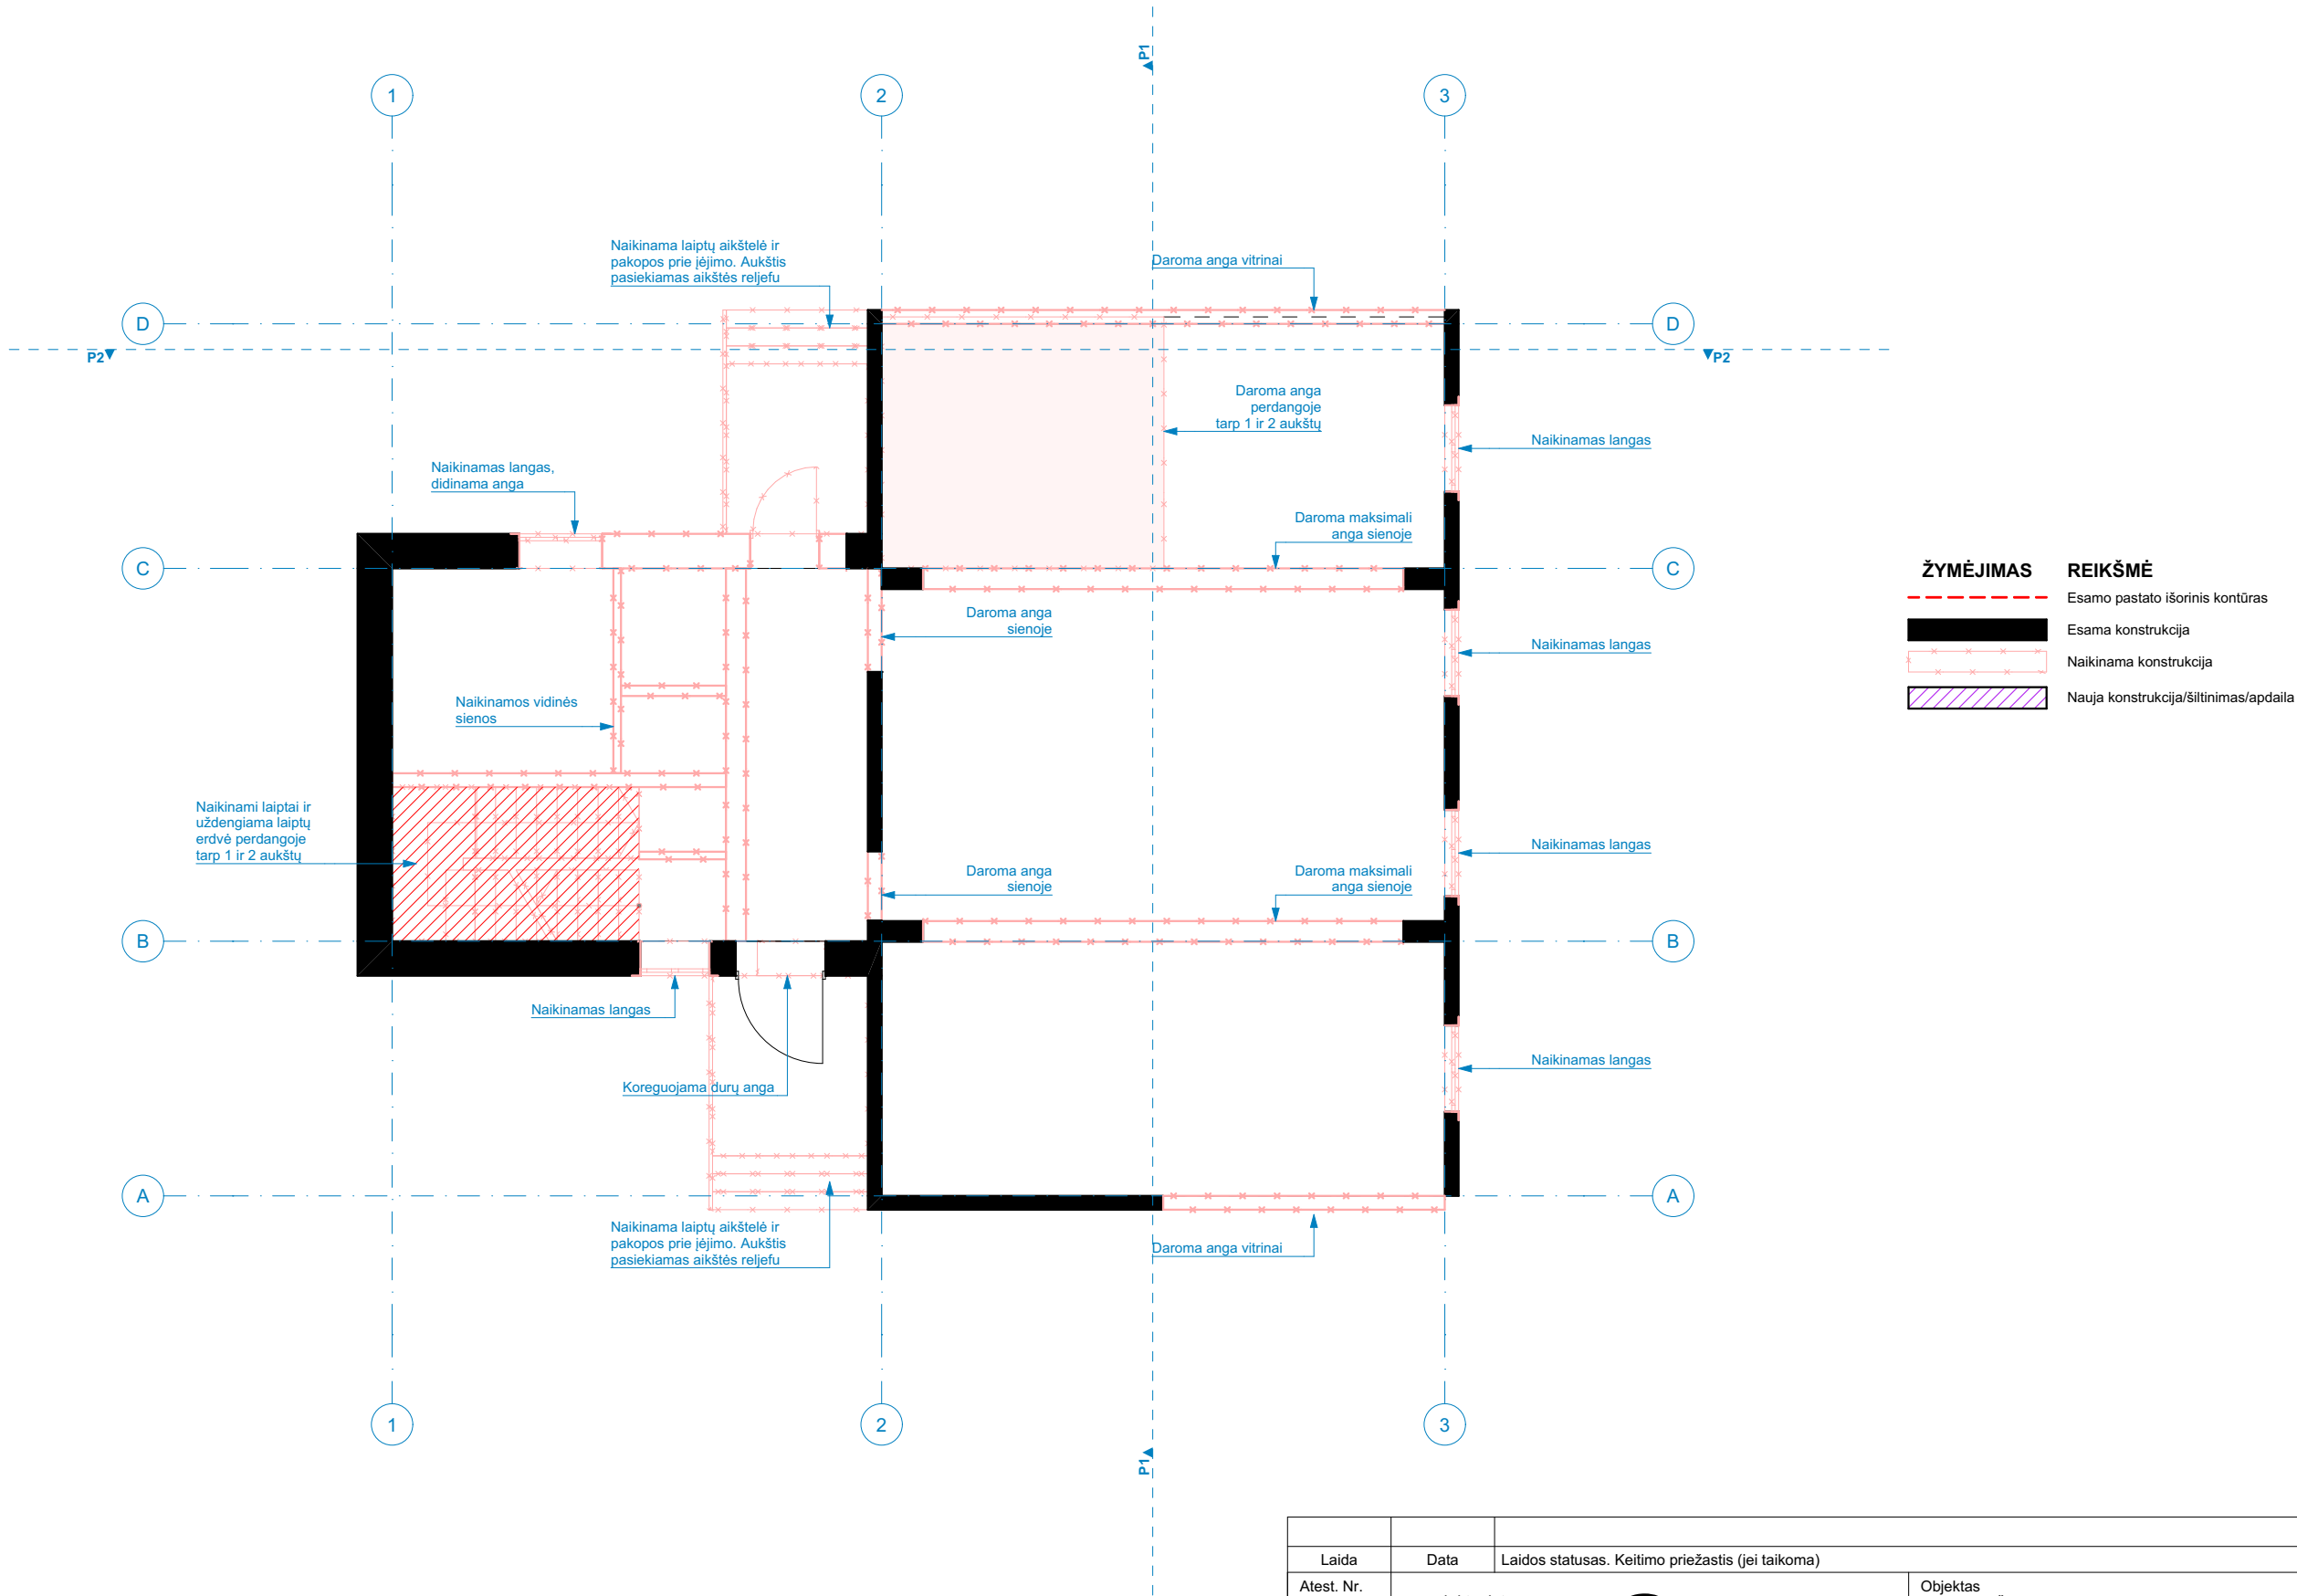 P1
1
2
3
Naikinama laiptų aikštelė ir
pakopos prie įėjimo. Aukštis
pasiekiamas aikštės reljefu
Daroma anga vitrinai
D
D
P2
P2
Daroma anga
perdangoje
tarp 1 ir 2 aukštų
Naikinamas langas
Naikinamas langas,
didinama anga
Daroma maksimali
anga sienoje
C
C
ŽYMĖJIMAS REIKŠMĖ
Esamo pastato išorinis kontūras
Esama konstrukcija
Naikinama konstrukcija
Nauja konstrukcija/šiltinimas/apdaila
Daroma anga
sienoje
Naikinamas langas
Naikinamos vidinės
sienos
Naikinami laiptai ir
uždengiama laiptų
erdvė perdangoje
tarp 1 ir 2 aukštų
Naikinamas langas
Daroma anga
sienoje
Daroma maksimali
anga sienoje
B
B
Naikinamas langas
Naikinamas langas
Koreguojama durų anga
A
A
Naikinama laiptų aikštelė ir
pakopos prie įėjimo. Aukštis
pasiekiamas aikštės reljefu
Daroma anga vitrinai
1
2
3
P1
Laida Data Laidos statusas. Keitimo priežastis (jei taikoma)
Atest. Nr. Objektas